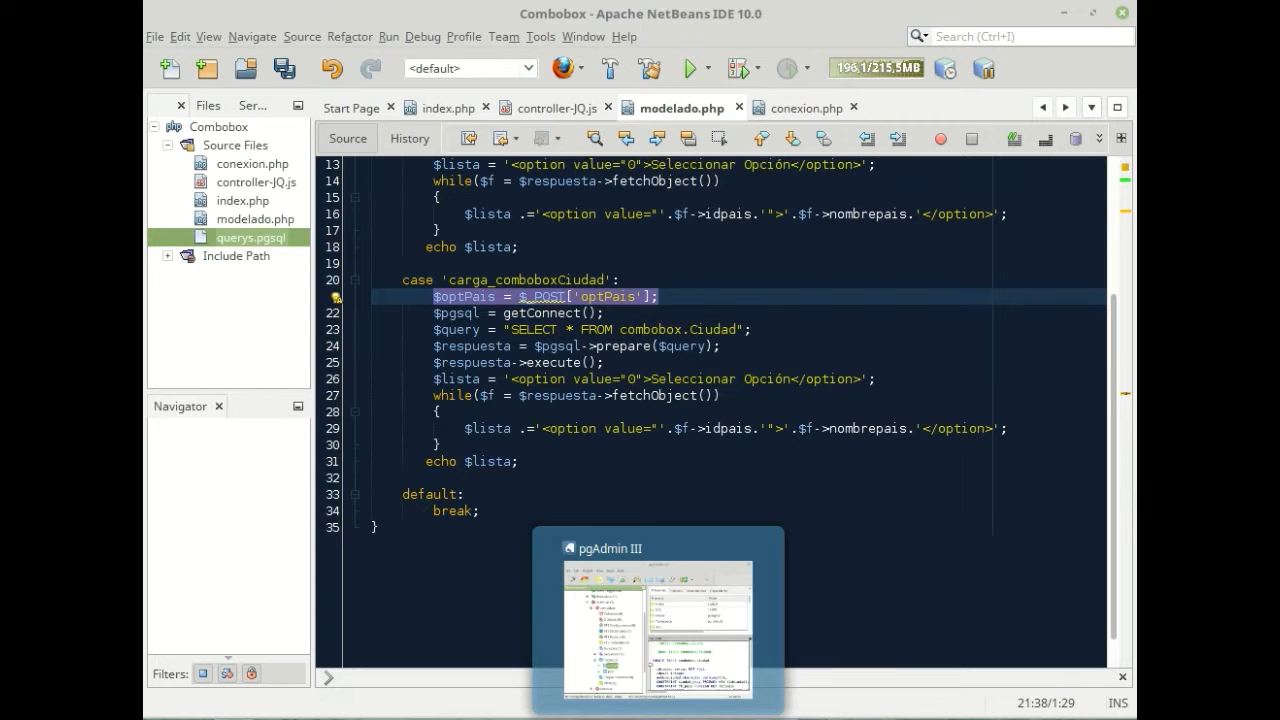 Combobox - Apache NetBeans IDE 10.0
File Edit View Navigate Source Refactor Run Debug Profile Team Tools Window Help
Search (Ctrl+I)
<default>
196,1/215,5MB
Files Ser...
Start Page index.php controller-JQ.js modelado.php conexion.php
Combobox
Source Files
conexion.php
controller-JQ.js
index.php
modelado.php
querys.pgsql
Include Path
Source History
13 $lista = '<option value="0">Seleccionar Opción</option>';
14 while($f = $respuesta->fetchObject())
15 {
16 $lista .='<option value="'.$f->idpais.'">'.$f->nombrepais.'</option>';
17 }
18 echo $lista;
19
20 case 'carga_comboboxCiudad':
$optPais = $_POST['optPais'];
22 $pgsql = getConnect();
23 $query = "SELECT * FROM combobox.Ciudad";
24 $respuesta = $pgsql->prepare($query);
25 $respuesta->execute();
26 $lista = '<option value="0">Seleccionar Opción</option>';
27 while($f = $respuesta->fetchObject())
28 {
29 $lista .='<option value="'.$f->idpais.'">'.$f->nombrepais.'</option>';
30 }
31 echo $lista;
32
33 default:
34 break;
35 }
Navigator
Filters:
pgAdmin III
21:38/1:29 INS